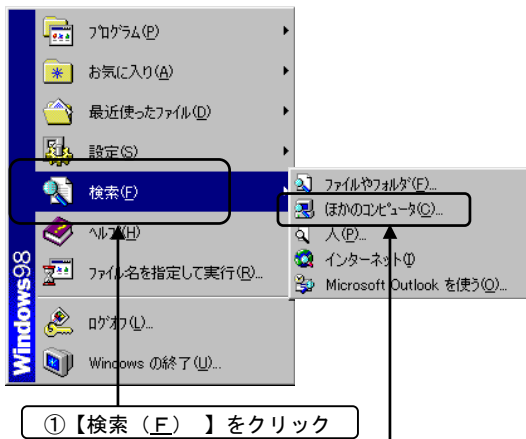 プログラム(P)
お気に入り(A)
最近使ったファイル(D)
設定(S)
検索(F)
ヘルプ(H)
ファイル名を指定して実行(R)...
ログオフ(L)...
Windows の終了(U)...
Windows98
ファイルやフォルダ(F)...
ほかのコンピュータ(C)...
人(P)...
インターネット(I)
Microsoft Outlook を使う(O)...
①【検索（F） 】をクリック